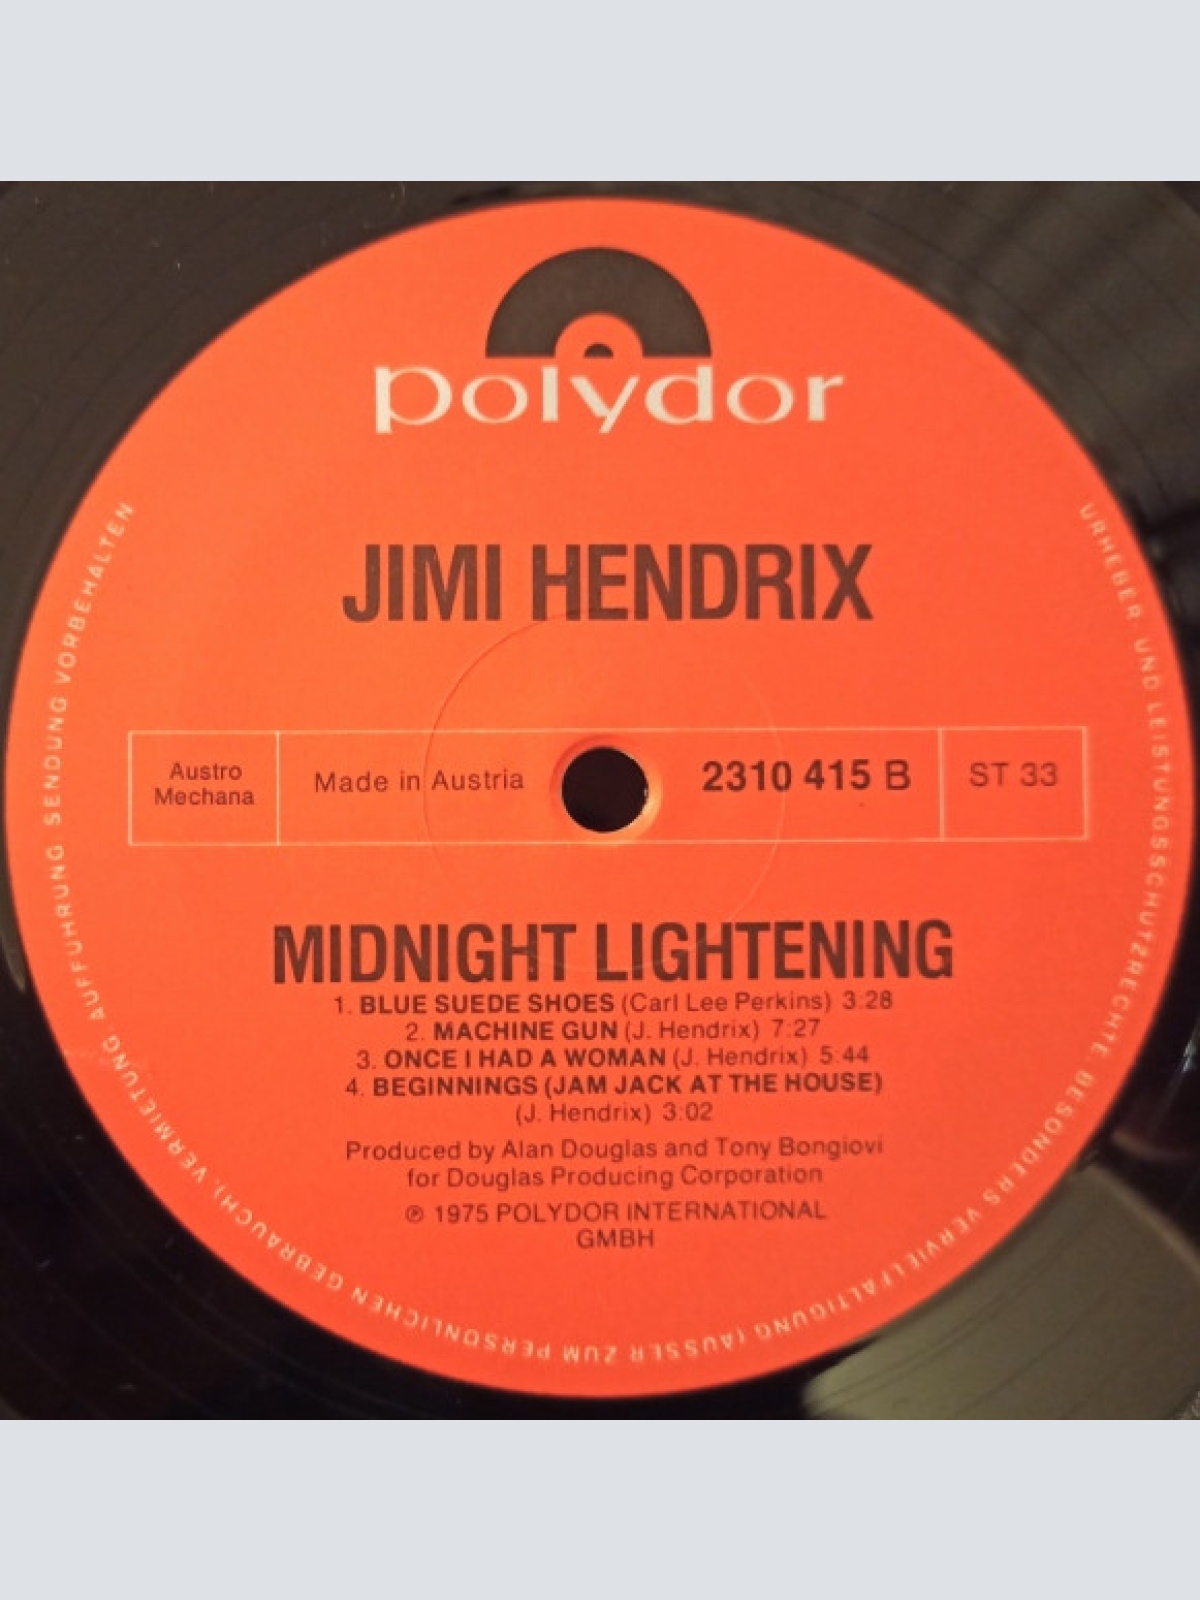 polydor
JIMI HENDRIX
Austro
Mechana
Made in Austria
2310 415 B
ST 33
MIDNIGHT LIGHTENING
1. BLUE SUEDE SHOES (Carl Lee Perkins) 3:28
2. MACHINE GUN (J. Hendrix) 7:27
3. ONCE I HAD A WOMAN (J. Hendrix) 5:44
4. BEGINNINGS (JAM JACK AT THE HOUSE)
(J. Hendrix) 3:02
Produced by Alan Douglas and Tony Bongiovi
for Douglas Producing Corporation
℗ 1975 POLYDOR INTERNATIONAL
GMBH
URHEBER- UND LEISTUNGSSCHUTZRECHTE, BESONDERS VERVIELFÄLTIGUNG (AUSSER ZUM PERSÖNLICHEN GEBRAUCH), VERMIETUNG, AUFFÜHRUNG, SENDUNG VORBEHALTEN